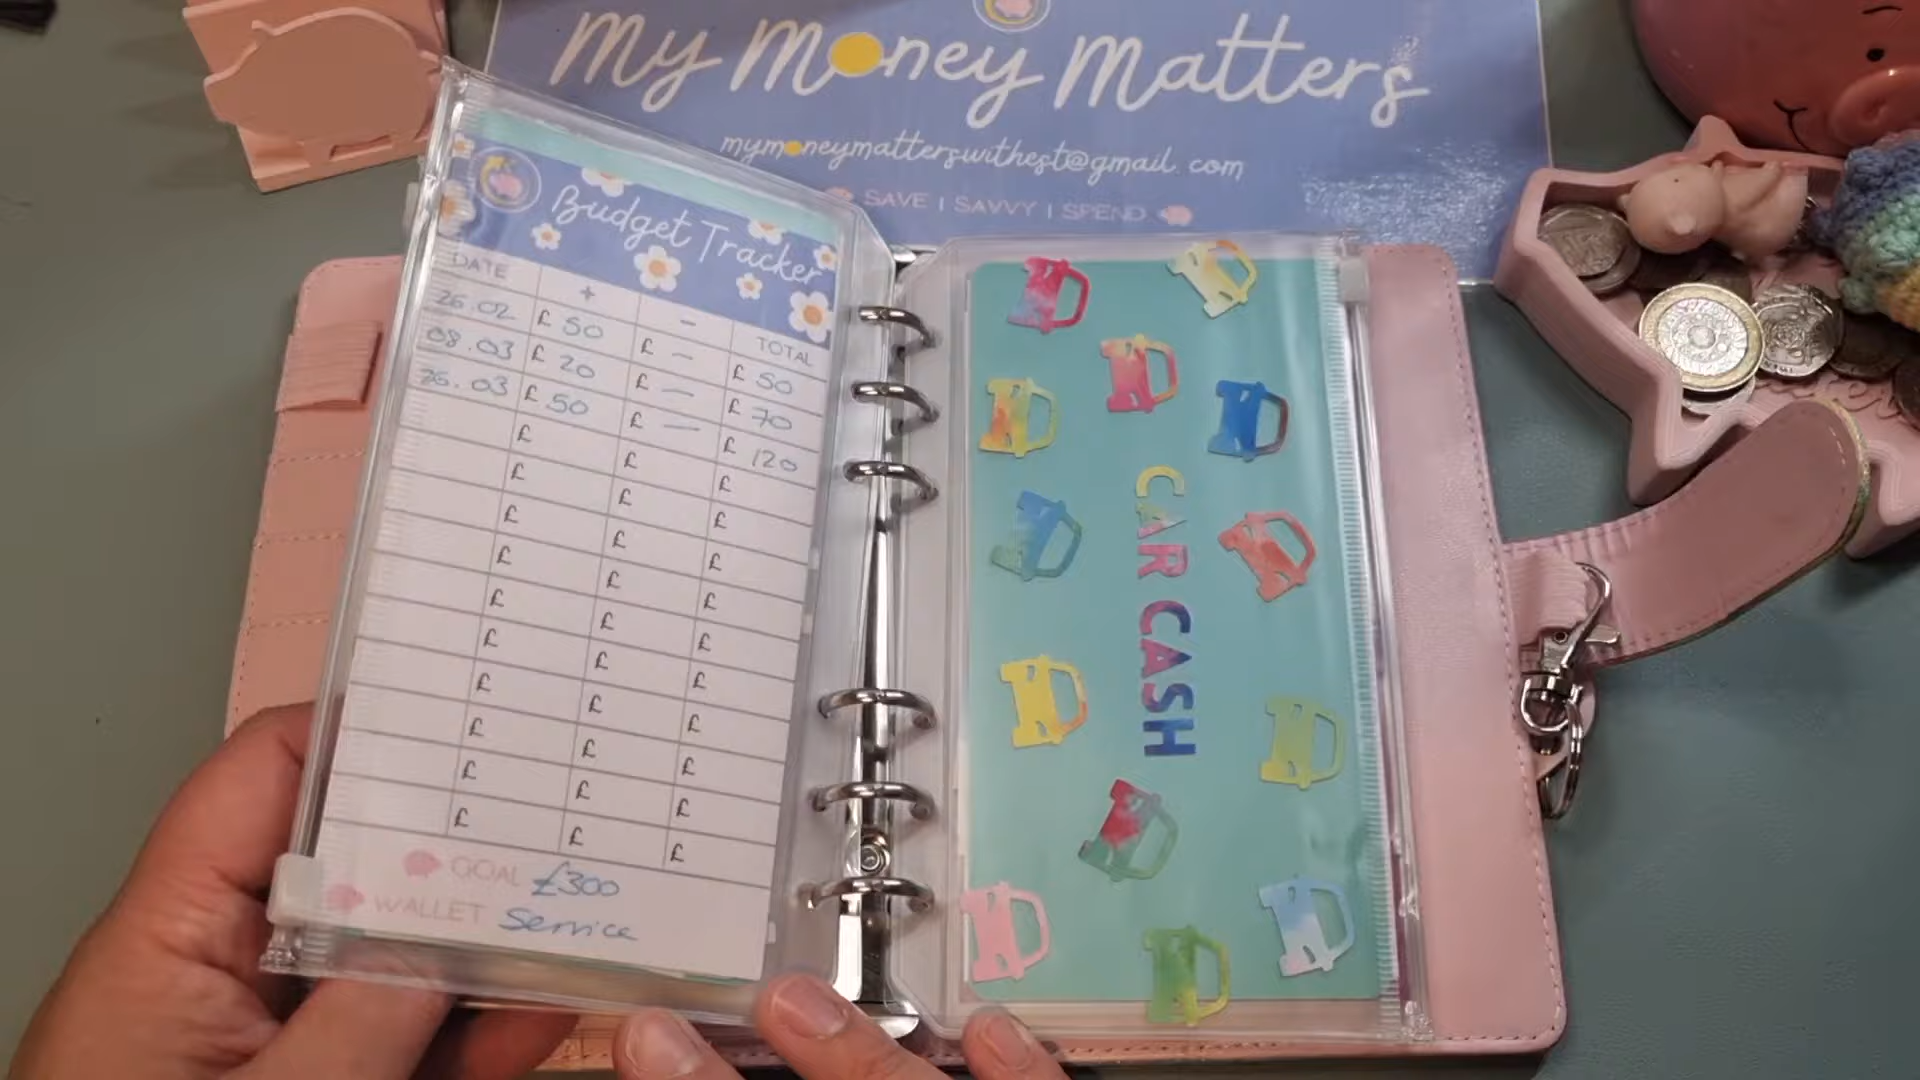 My Money Matters
mymoneymatterswithest@gmail.com
SAVE | SAVVY | SPEND
Budget Tracker
DATE + - TOTAL
26.02 £ 50 £ — £ 50
08.03 £ 20 £ — £ 70
26.03 £ 50 £ — £ 120
£ £ £
£ £ £
£ £ £
£ £ £
£ £ £
£ £ £
£ £ £
£ £ £
£ £ £
£ £ £
GOAL £300
WALLET Service
CAR CASH